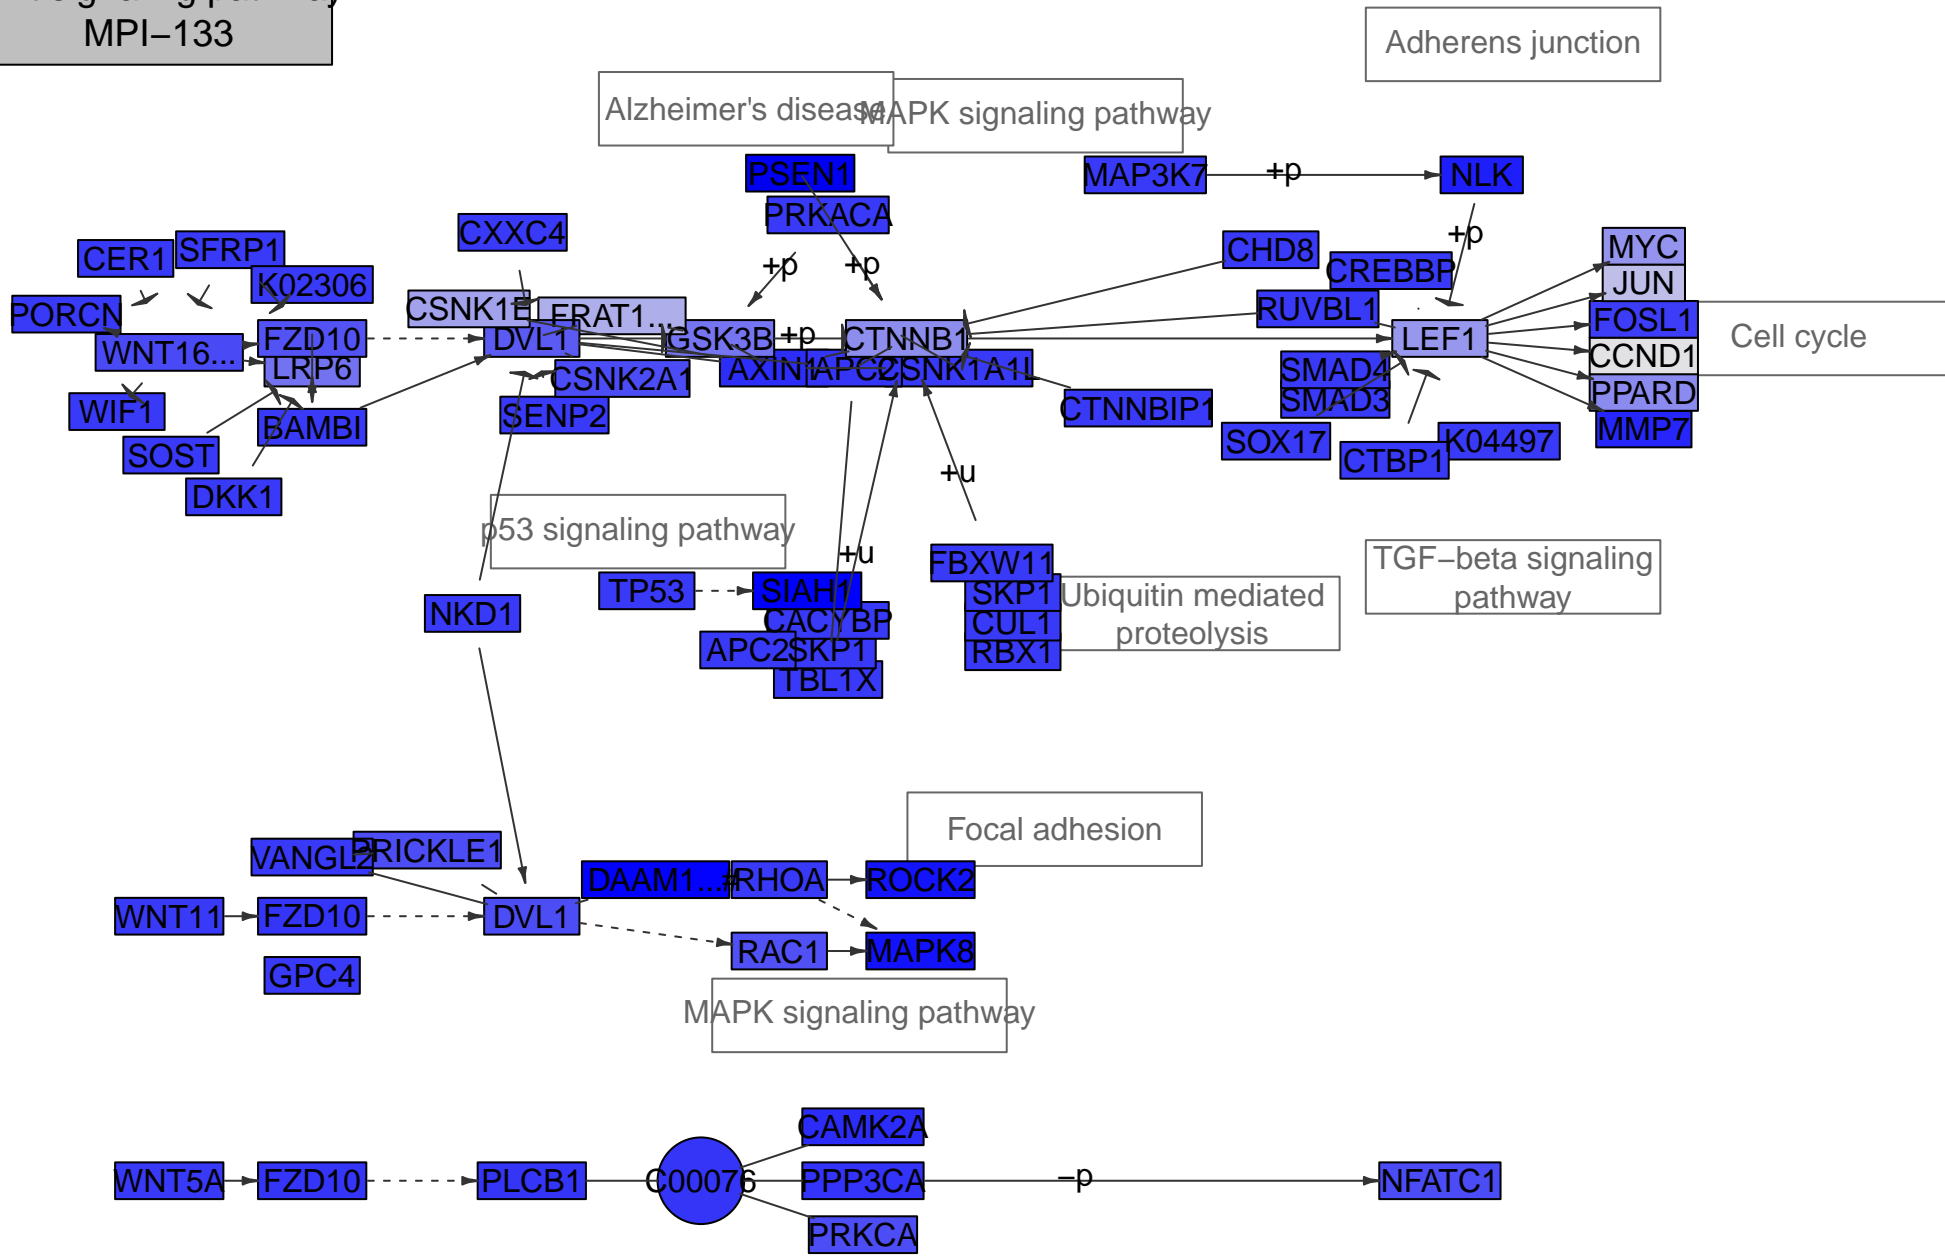 signaling pathway
MPI−133
Adherens junction
Alzheimer's disease
MAPK signaling pathway
PSEN1
MAP3K7
+p
NLK
PRKACA
CXXC4
CER1
SFRP1
K02306
+p
+p
CHD8
CREBBP
+p
MYC
JUN
PORCN
CSNK1E
FRAT1...
RUVBL1
FOSL1
WNT16...
FZD10
DVL1
GSK3B
+p
CTNNB1
LEF1
CCND1
Cell cycle
LRP6
AXIN1
APC2
CSNK1A1L
SMAD4
PPARD
CSNK2A1
WIF1
BAMBI
SENP2
CTNNBIP1
SMAD3
MMP7
SOST
SOX17
K04497
CTBP1
DKK1
+u
p53 signaling pathway
+u
FBXW11
TGF−beta signaling
pathway
TP53
SIAH1
SKP1
Ubiquitin mediated
proteolysis
NKD1
CACYBP
CUL1
APC2
SKP1
RBX1
TBL1X
Focal adhesion
VANGL2
PRICKLE1
DAAM1...
RHOA
ROCK2
WNT11
FZD10
DVL1
RAC1
MAPK8
GPC4
MAPK signaling pathway
CAMK2A
WNT5A
FZD10
PLCB1
C00076
PPP3CA
−p
NFATC1
PRKCA